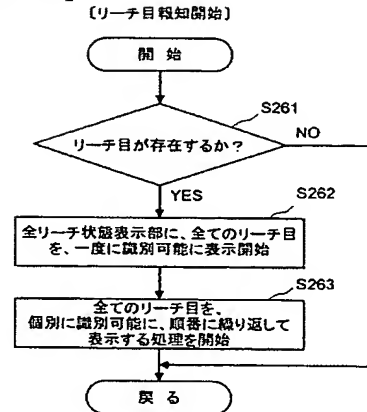 〔リーチ目報知開始〕
開 始
S261
リーチ目が存在するか？
NO
YES
S262
全リーチ状態表示部に、全てのリーチ目
を、一度に識別可能に表示開始
S263
全てのリーチ目を、
個別に識別可能に、順番に繰り返して
表示する処理を開始
戻 る